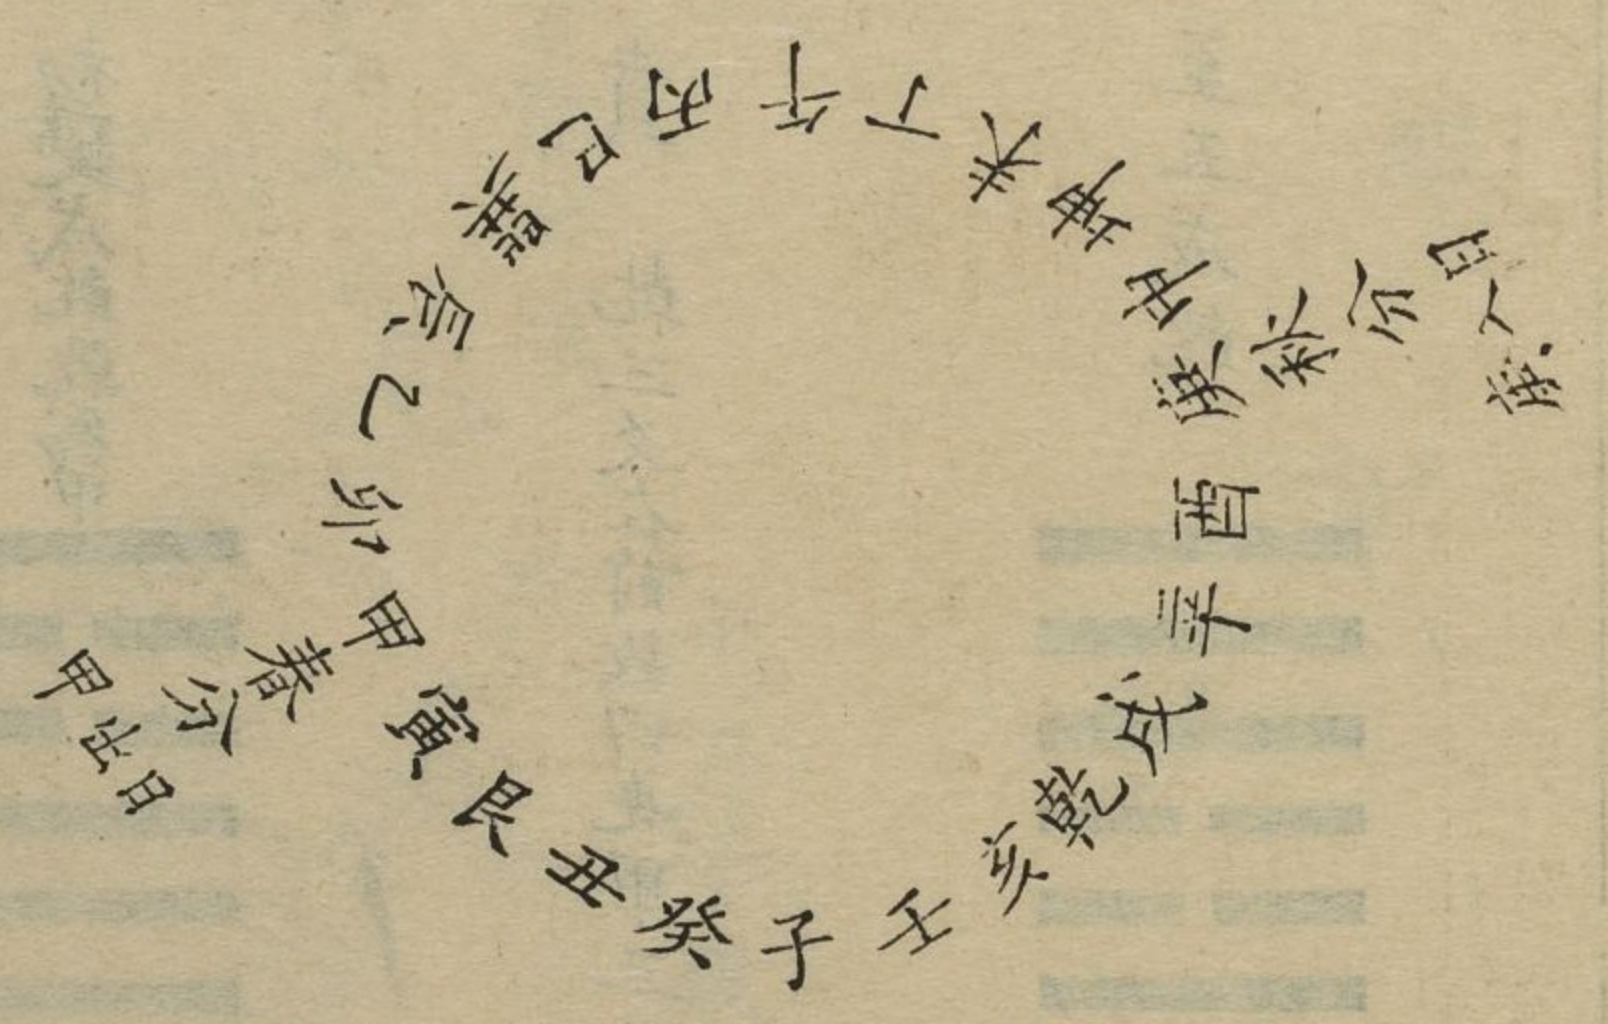 子癸丑艮寅甲卯乙辰巽巳丙午丁未坤申庚酉辛戌乾亥壬
春分
日出甲
秋分
日入庚